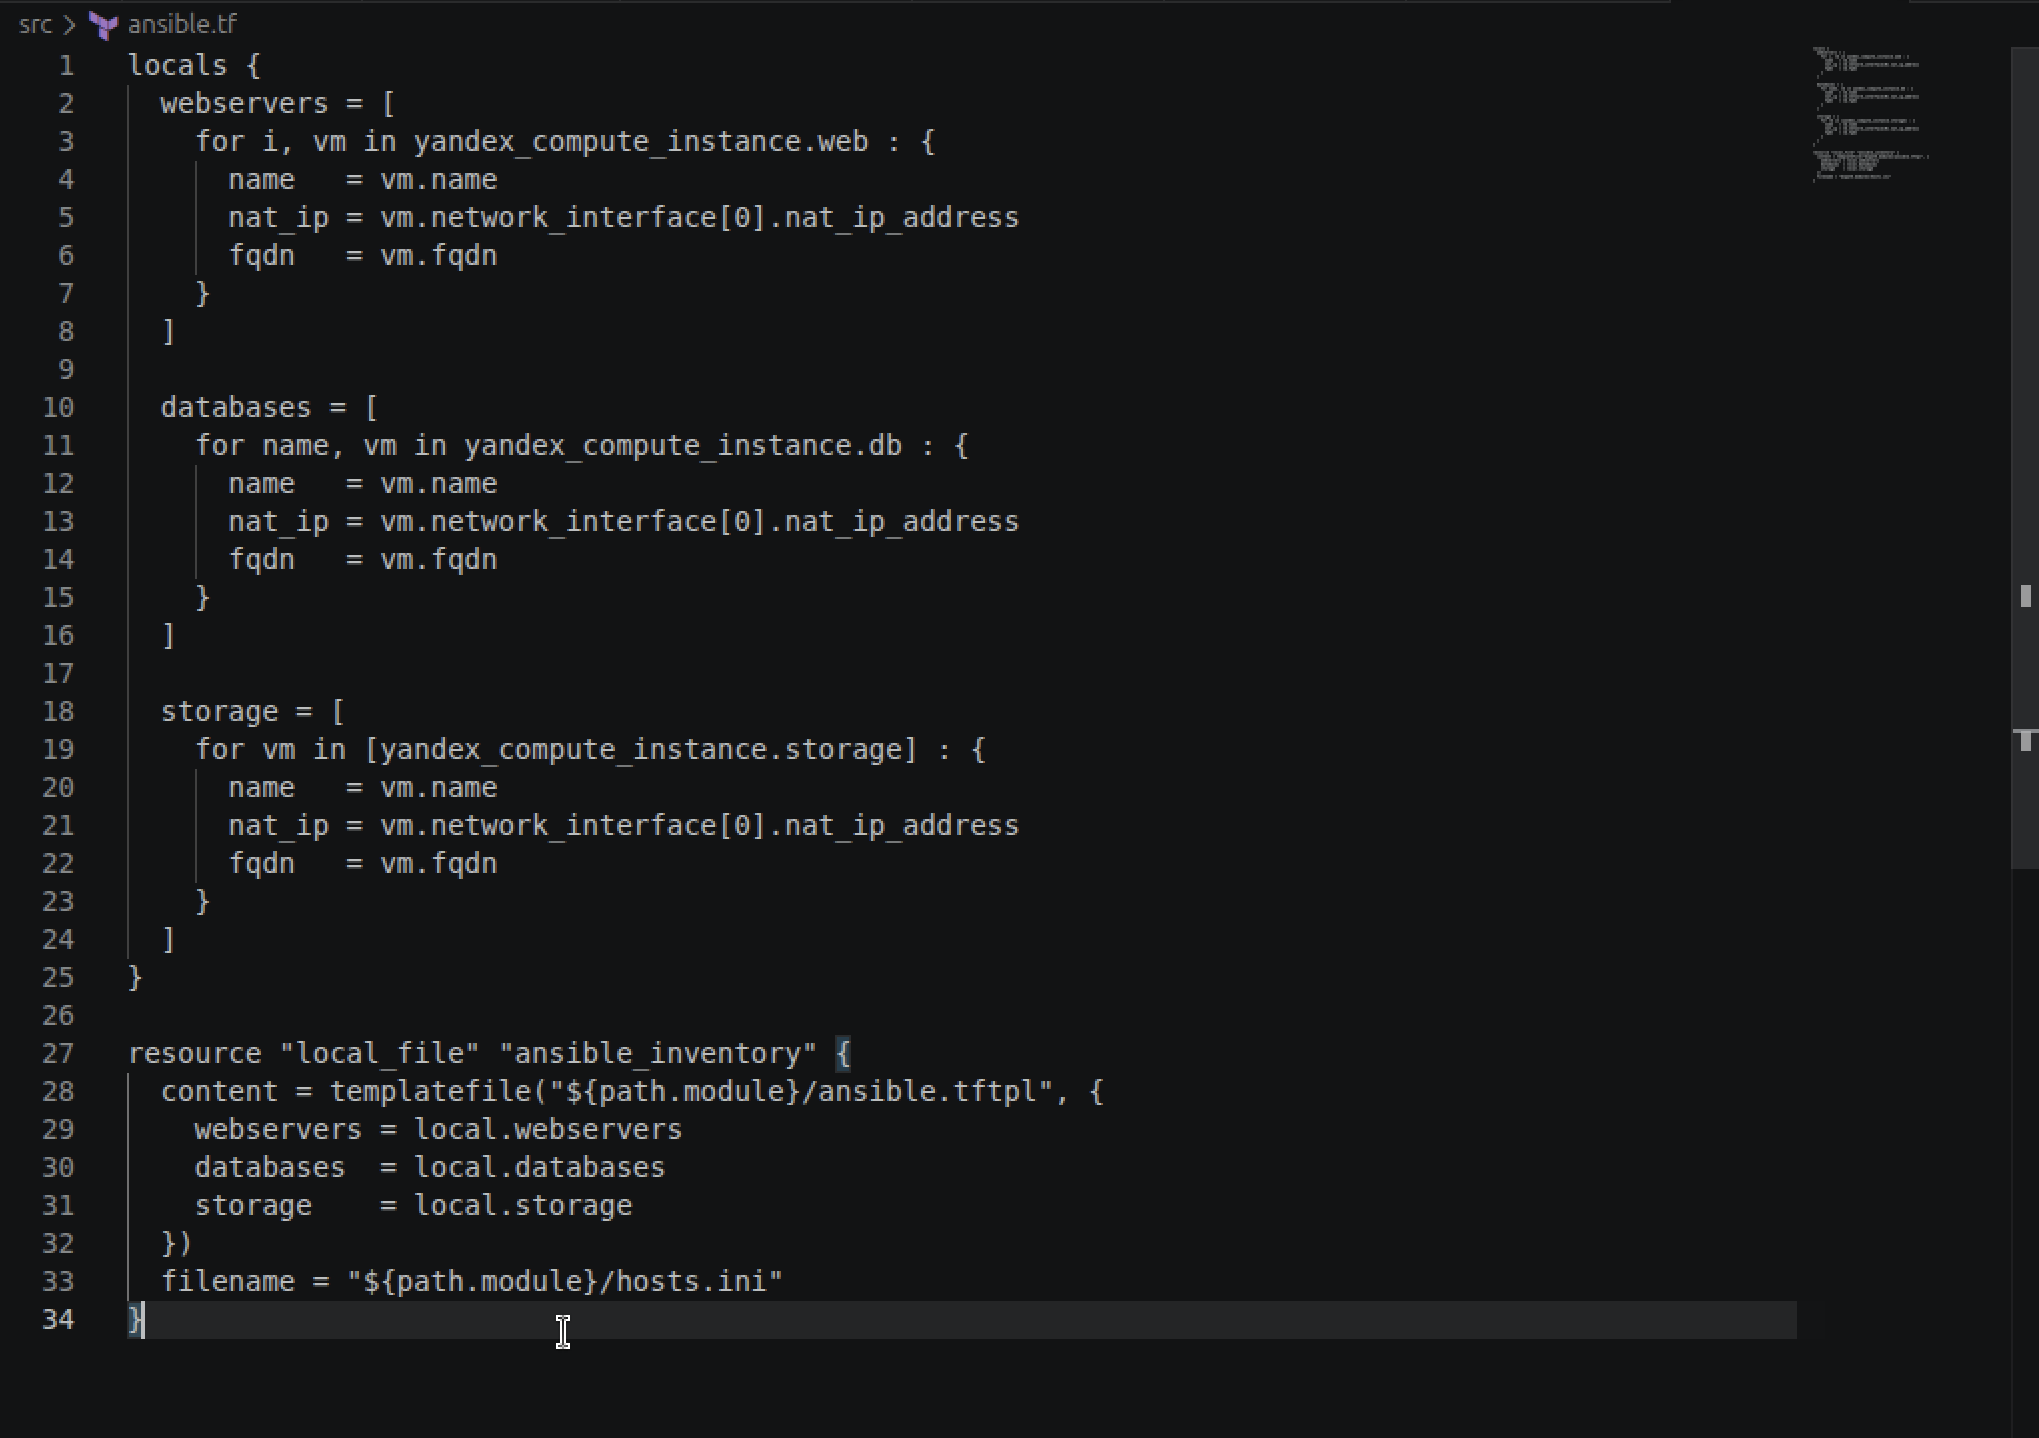 src > ansible.tf
1 locals {
2   webservers = [
3     for i, vm in yandex_compute_instance.web : {
4       name   = vm.name
5       nat_ip = vm.network_interface[0].nat_ip_address
6       fqdn   = vm.fqdn
7     }
8   ]
9
10   databases = [
11     for name, vm in yandex_compute_instance.db : {
12       name   = vm.name
13       nat_ip = vm.network_interface[0].nat_ip_address
14       fqdn   = vm.fqdn
15     }
16   ]
17
18   storage = [
19     for vm in [yandex_compute_instance.storage] : {
20       name   = vm.name
21       nat_ip = vm.network_interface[0].nat_ip_address
22       fqdn   = vm.fqdn
23     }
24   ]
25 }
26
27 resource "local_file" "ansible_inventory" {
28   content = templatefile("${path.module}/ansible.tftpl", {
29     webservers = local.webservers
30     databases  = local.databases
31     storage    = local.storage
32   })
33   filename = "${path.module}/hosts.ini"
34 }